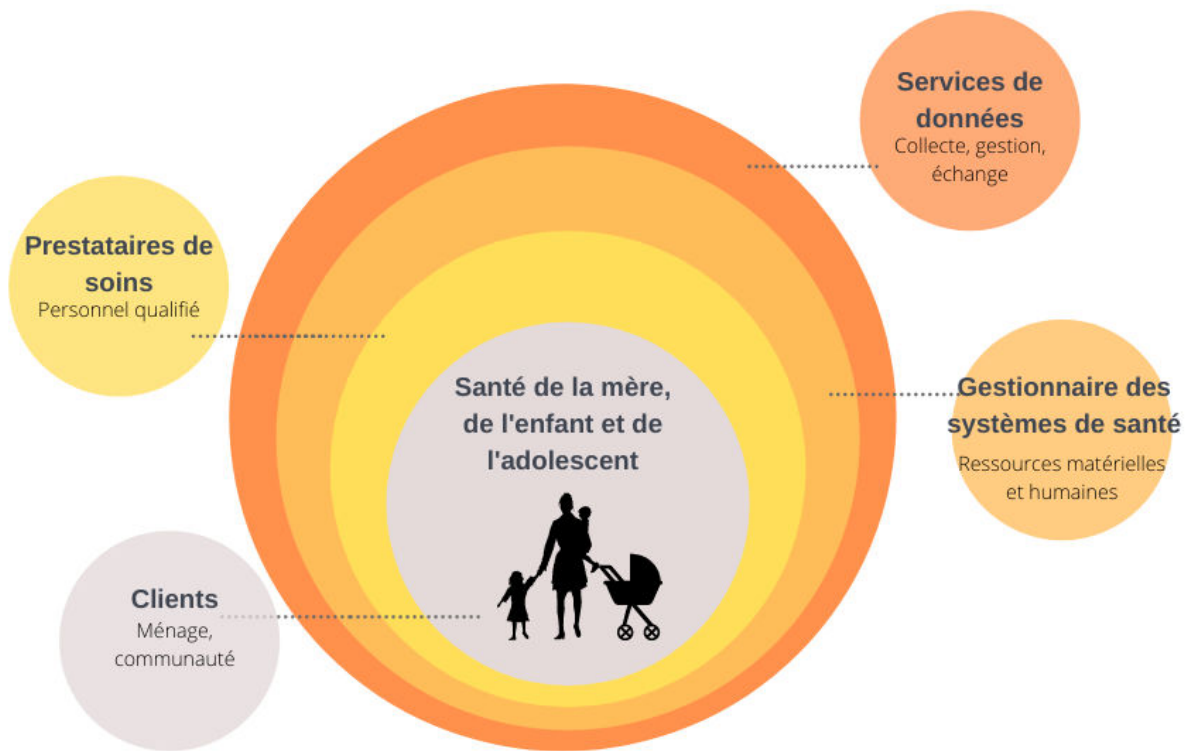 Services de
données
Collecte, gestion,
échange
Prestataires de
soins
Personnel qualifié
Santé de la mère,
de l'enfant et de
l'adolescent
Gestionnaire des
systèmes de santé
Ressources matérielles
et humaines
Clients
Ménage,
communauté